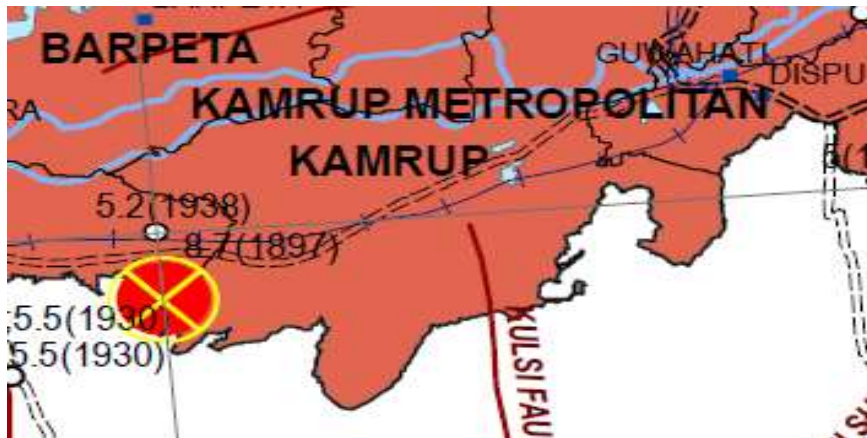 BARPETA
GUWAHATI
DISPU
RA
KAMRUP METROPOLITAN
KAMRUP
5.2(1938)
8.7(1897)
5.5(1930)
5.5(1930)
KULSI FAU